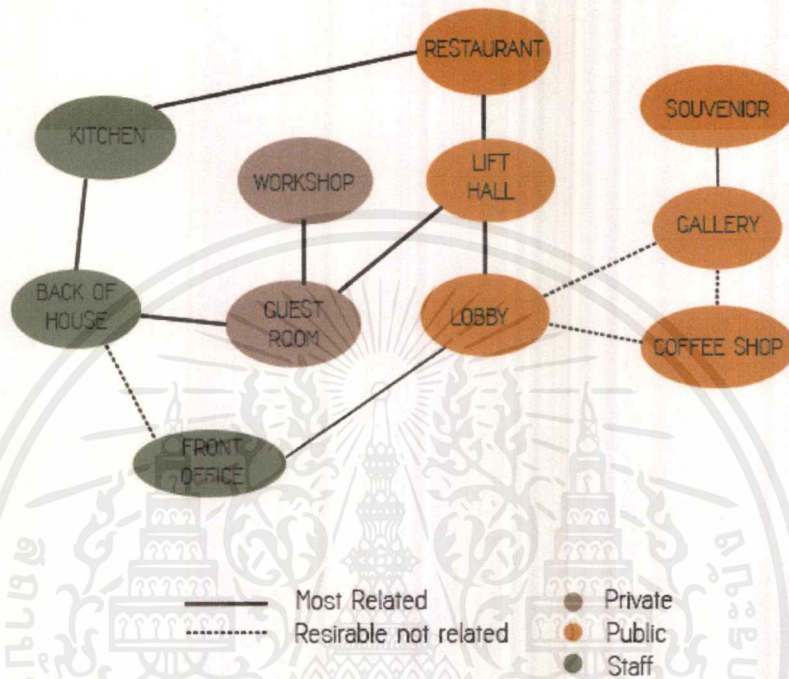 RESTAURANT
SOUVENIOR
KITCHEN
WORKSHOP
LIFT
HALL
GALLERY
BACK OF
HOUSE
GUEST
ROOM
LOBBY
COFFEE SHOP
FRONT
OFFICE
Most Related
Resirable not related
Private
Public
Staff